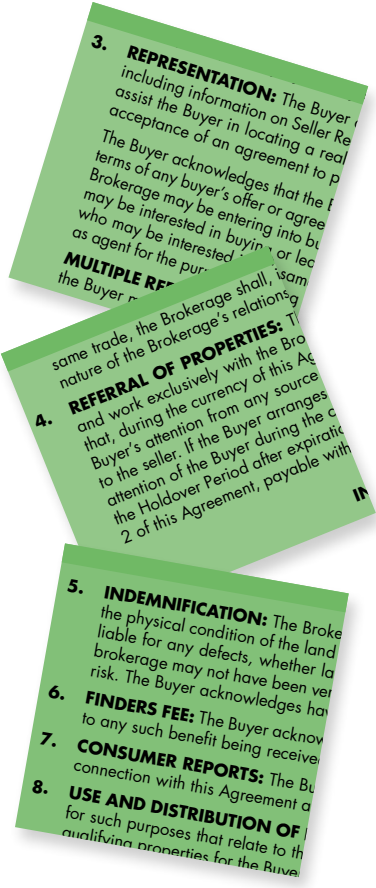 3. REPRESENTATION: The Buyer
including information on Seller Re
assist the Buyer in locating a real
acceptance of an agreement to p
The Buyer acknowledges that the
terms of any buyer's offer or agree
Brokerage may be entering into bu
may be interested in buying or lea
who may be interested
as agent for the pur
MULTIPLE REP
the Buyer m
same trade, the Brokerage shall,
nature of the Brokerage's relations
4. REFERRAL OF PROPERTIES: T
and work exclusively with the Bro
that, during the currency of this Ag
Buyer's attention from any source
to the seller. If the Buyer arranges
attention of the Buyer during the c
the Holdover Period after expiratio
2 of this Agreement, payable with
IN
5. INDEMNIFICATION: The Broke
the physical condition of the land
liable for any defects, whether la
brokerage may not have been ver
risk. The Buyer acknowledges ha
6. FINDERS FEE: The Buyer acknow
to any such benefit being receive
7. CONSUMER REPORTS: The Bu
connection with this Agreement a
8. USE AND DISTRIBUTION OF
for such purposes that relate to th
qualifying properties for the Buye